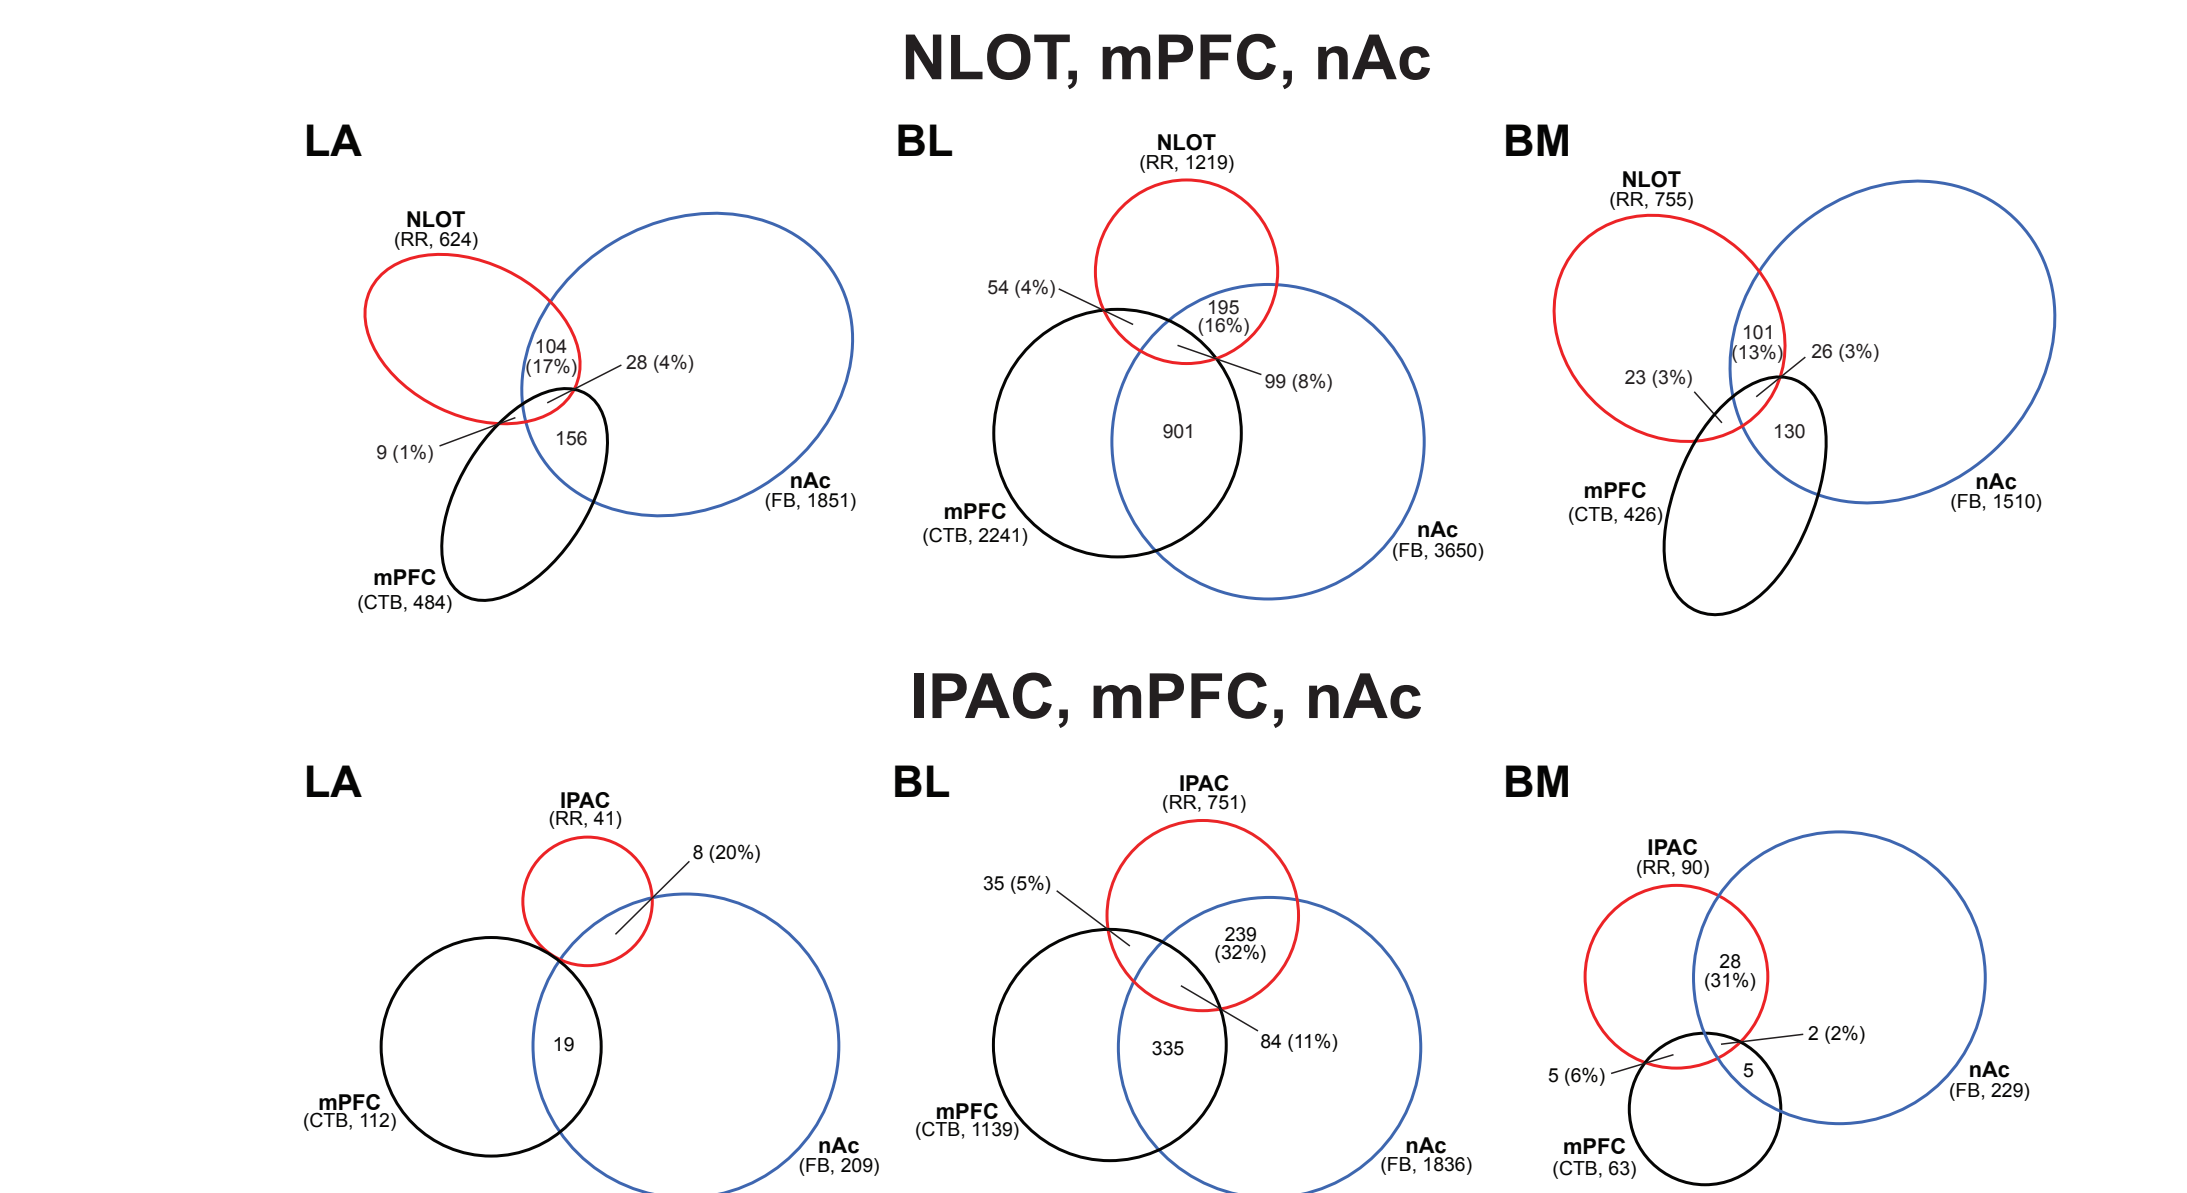 NLOT, mPFC, nAc
LA
NLOT
(RR, 624)
104
(17%)
28 (4%)
9 (1%)
156
nAc
(FB, 1851)
mPFC
(CTB, 484)
BL
NLOT
(RR, 1219)
54 (4%)
195
(16%)
99 (8%)
901
mPFC
(CTB, 2241)
nAc
(FB, 3650)
BM
NLOT
(RR, 755)
101
(13%)
26 (3%)
23 (3%)
130
mPFC
(CTB, 426)
nAc
(FB, 1510)
IPAC, mPFC, nAc
LA
IPAC
(RR, 41)
8 (20%)
19
mPFC
(CTB, 112)
nAc
(FB, 209)
BL
IPAC
(RR, 751)
35 (5%)
239
(32%)
84 (11%)
335
mPFC
(CTB, 1139)
nAc
(FB, 1836)
BM
IPAC
(RR, 90)
28
(31%)
2 (2%)
5 (6%)
5
nAc
(FB, 229)
mPFC
(CTB, 63)